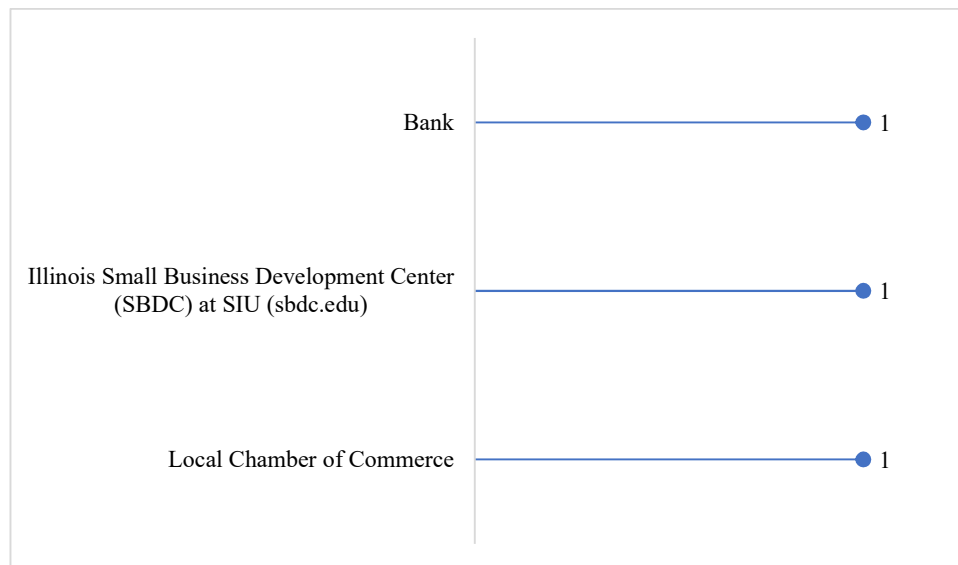 Bank
1
Illinois Small Business Development Center
(SBDC) at SIU (sbdc.edu)
1
Local Chamber of Commerce
1